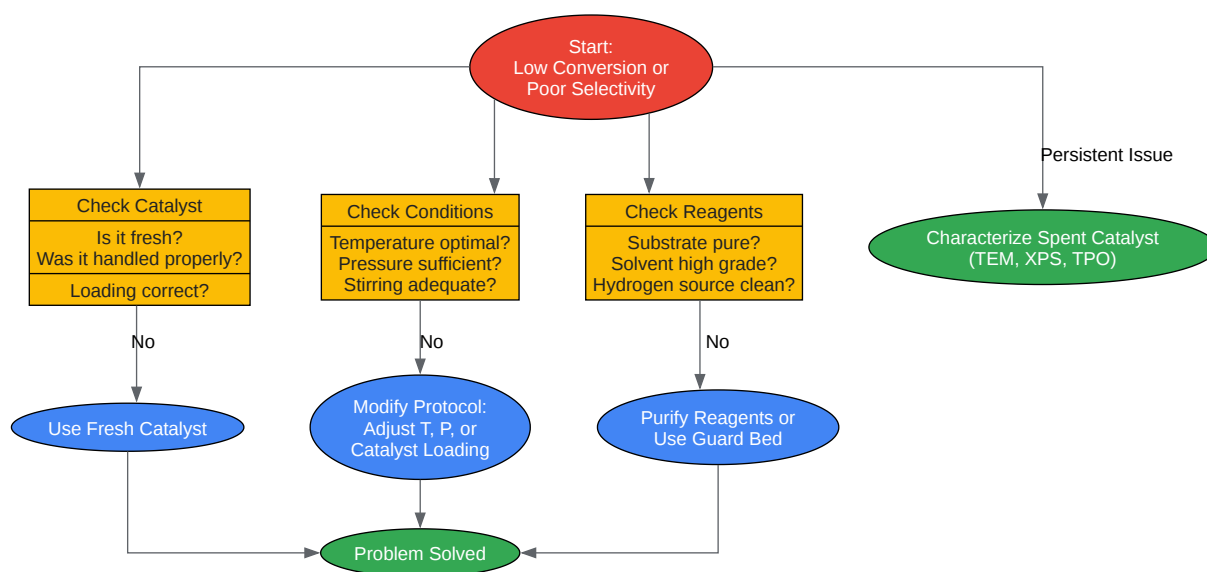 Start:
Low Conversion or
Poor Selectivity
Persistent Issue
Check Catalyst
Is it fresh?
Was it handled properly?
Loading correct?
Check Conditions
Temperature optimal?
Pressure sufficient?
Stirring adequate?
Check Reagents
Substrate pure?
Solvent high grade?
Hydrogen source clean?
Characterize Spent Catalyst
(TEM, XPS, TPO)
No
No
No
Use Fresh Catalyst
Modify Protocol:
Adjust T, P, or
Catalyst Loading
Purify Reagents or
Use Guard Bed
Problem Solved